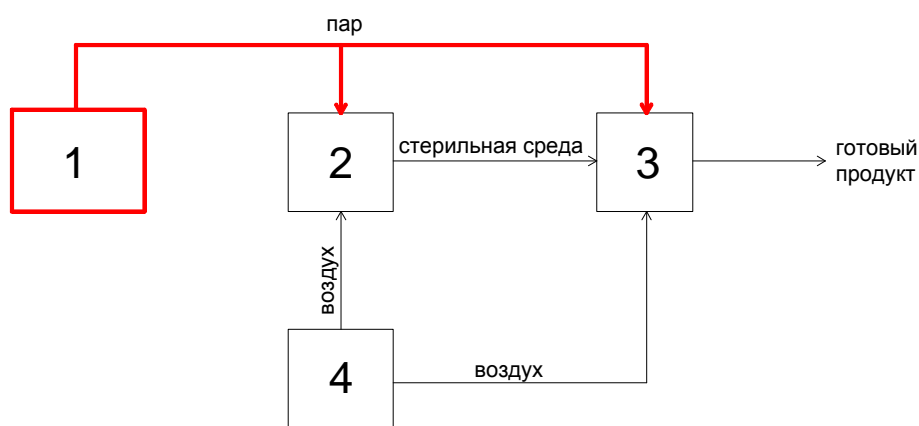 пар
1
2
стерильная среда
3
готовый
продукт
воздух
4
воздух